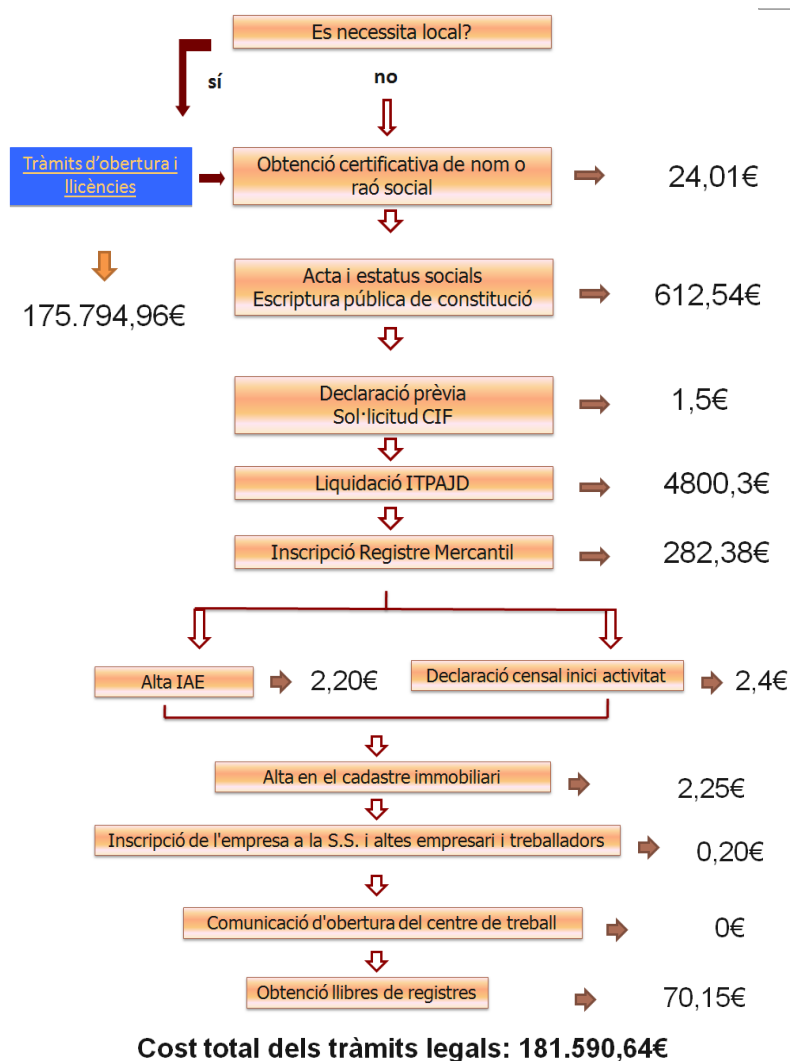 Es necessita local?
sí
no
Tràmits d'obertura i
llicències
Obtenció certificativa de nom o
raó social
24,01€
175.794,96€
Acta i estatus socials
Escriptura pública de constitució
612,54€
Declaració prèvia
Sol·licitud CIF
1,5€
Liquidació ITPAJD
4800,3€
Inscripció Registre Mercantil
282,38€
Alta IAE
2,20€
Declaració censal inici activitat
2,4€
Alta en el cadastre immobiliari
2,25€
Inscripció de l'empresa a la S.S. i altes empresari i treballadors
0,20€
Comunicació d'obertura del centre de treball
0€
Obtenció llibres de registres
70,15€
Cost total dels tràmits legals: 181.590,64€